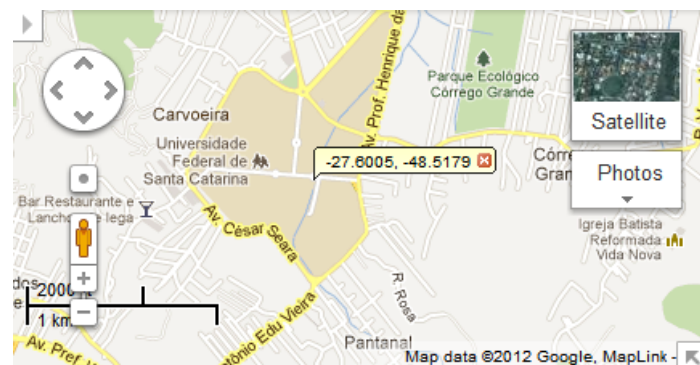 Av. Prof. Henrique da
Parque Ecológico
Córrego Grande
Satellite
Carvoeira
Universidade
Federal de
Santa Catarina
-27.6005, -48.5179
Photos
Bar Restaurante e
Av. César Seara
Igreja Batista
Reformada
Vida Nova
R. Rosa
1 km
Edu Vieira
Pantanal
Av. Pref.
Map data ©2012 Google, MapLink -